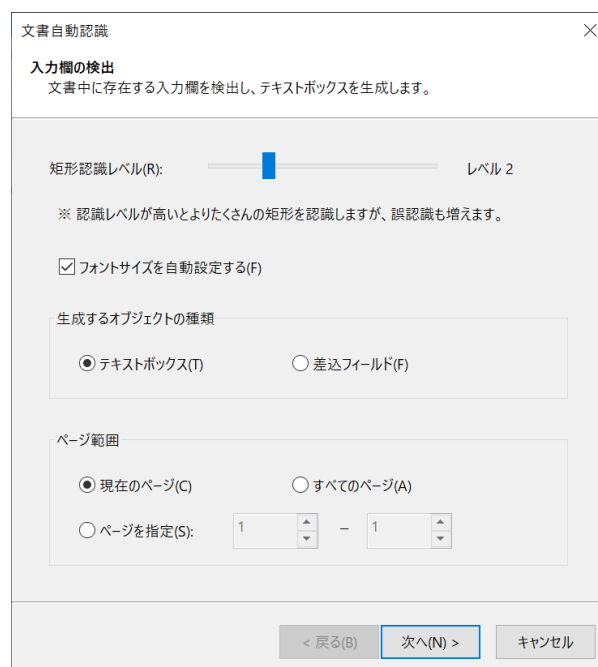 文書自動認識
入力欄の検出
文書中に存在する入力欄を検出し、テキストボックスを生成します。
矩形認識レベル(R): レベル 2
※ 認識レベルが高いとよりたくさんの矩形を認識しますが、誤認識も増えます。
フォントサイズを自動設定する(F)
生成するオブジェクトの種類
テキストボックス(T) 差込フィールド(F)
ページ範囲
現在のページ(C) すべてのページ(A)
ページを指定(S): 1 – 1
< 戻る(B) 次へ(N) > キャンセル